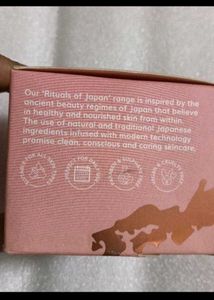 Our 'Rituals of Japan' range is inspired by the
ancient beauty regimes of Japan that believe
in healthy and nourished skin from within.
The use of natural and traditional Japanese
ingredients infused with modern technology
promise clean, conscious and caring skincare.